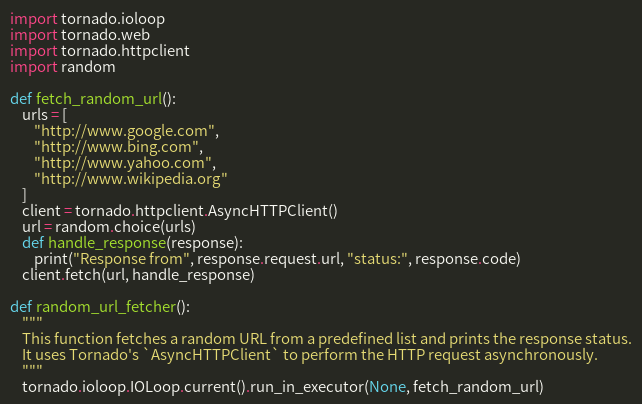 import tornado.ioloop
import tornado.web
import tornado.httpclient
import random

def fetch_random_url():
    urls = [
        "http://www.google.com",
        "http://www.bing.com",
        "http://www.yahoo.com",
        "http://www.wikipedia.org"
    ]
    client = tornado.httpclient.AsyncHTTPClient()
    url = random.choice(urls)
    def handle_response(response):
        print("Response from", response.request.url, "status:", response.code)
    client.fetch(url, handle_response)

def random_url_fetcher():
    """
    This function fetches a random URL from a predefined list and prints the response status.
    It uses Tornado's `AsyncHTTPClient` to perform the HTTP request asynchronously.
    """
    tornado.ioloop.IOLoop.current().run_in_executor(None, fetch_random_url)